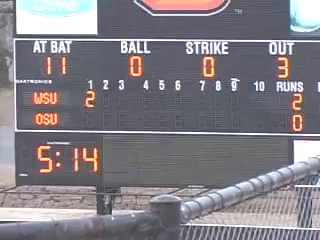 Ford
AT BAT BALL STRIKE OUT
11 0 0 3
DAKTRONICS 1 2 3 4 5 6 7 8 9 10 RUNS
WSU 2 2
OSU 0
5:14